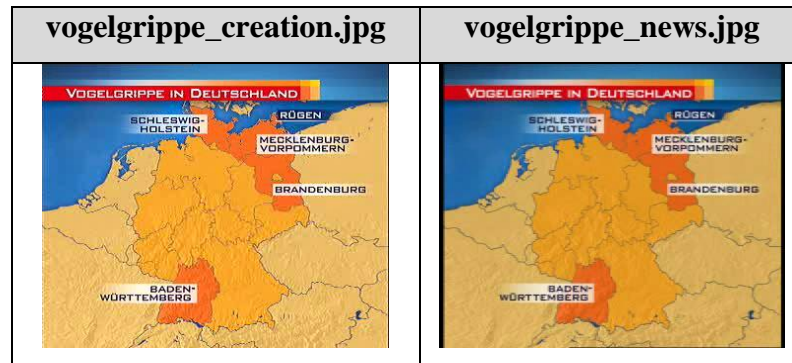 vogelgrippe_creation.jpg
vogelgrippe_news.jpg
VOGELGRIPPE IN DEUTSCHLAND
SCHLESWIG-
HOLSTEIN
RÜGEN
MECKLENBURG-
VORPOMMERN
BRANDENBURG
BADEN-
WÜRTTEMBERG
VOGELGRIPPE IN DEUTSCHLAND
SCHLESWIG-
HOLSTEIN
RÜGEN
MECKLENBURG-
VORPOMMERN
BRANDENBURG
BADEN-
WÜRTTEMBERG